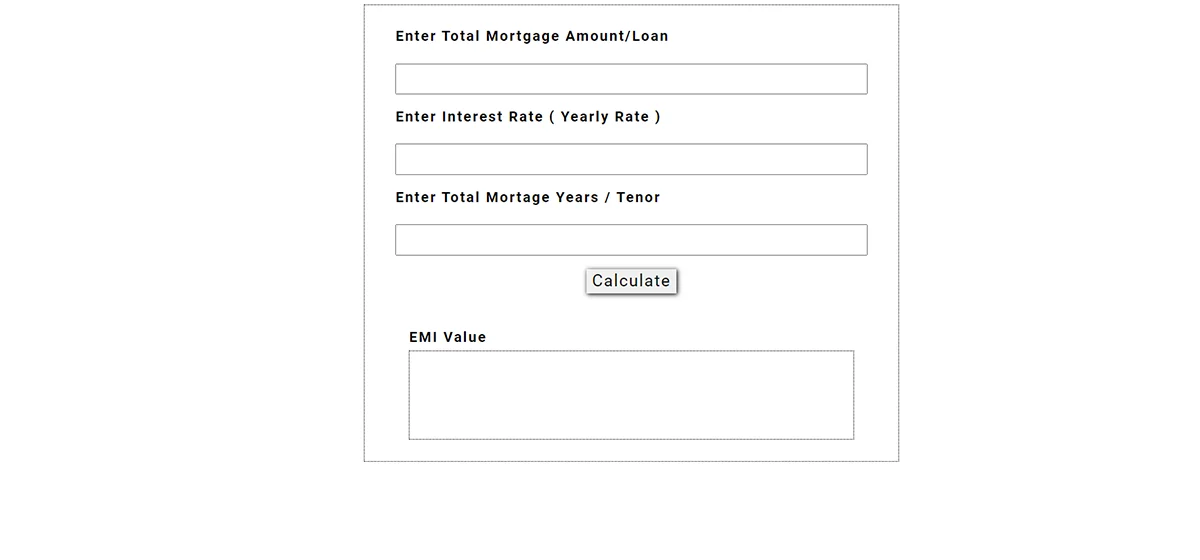 Enter Total Mortgage Amount/Loan
Enter Interest Rate ( Yearly Rate )
Enter Total Mortage Years / Tenor
Calculate
EMI Value